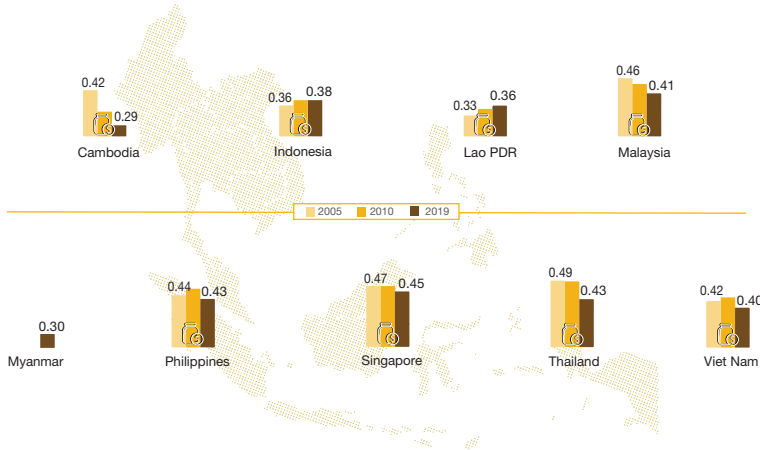 0.42
0.29
Cambodia
0.36
0.38
Indonesia
0.33
0.36
Lao PDR
0.46
0.41
Malaysia
2005 2010 2019
0.30
Myanmar
0.44
0.43
Philippines
0.47
0.45
Singapore
0.49
0.43
Thailand
0.42
0.40
Viet Nam